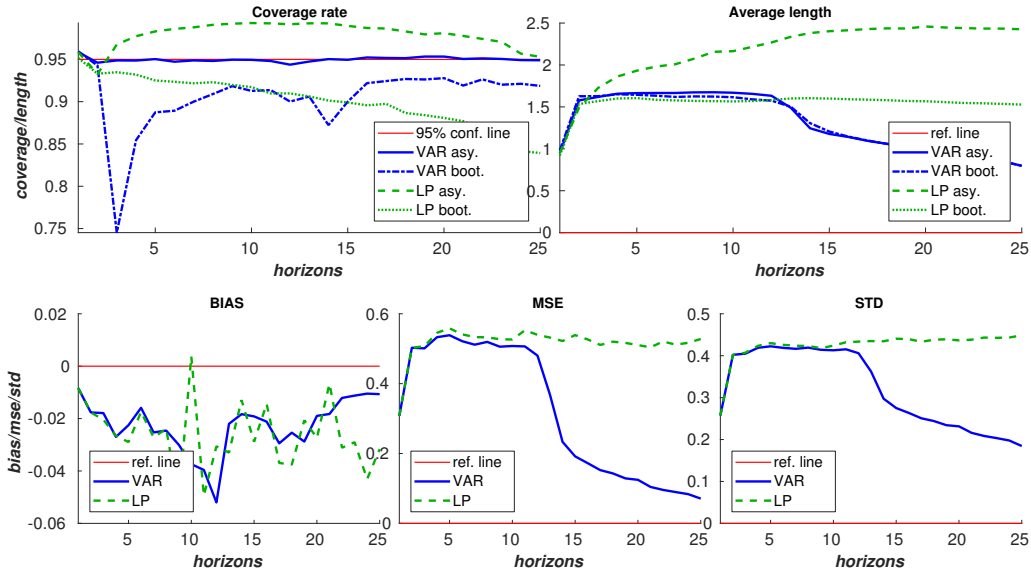 Coverage rate
Average length
coverage/length
0.95
0.9
0.85
0.8
0.75
5
10
15
20
25
horizons
95% conf. line
VAR asy.
VAR boot.
LP asy.
LP boot.
2.5
2
1.5
1
0.5
0
5
10
15
20
25
horizons
ref. line
VAR asy.
VAR boot.
LP asy.
LP boot.
BIAS
MSE
STD
bias/mse/std
0.02
0
-0.02
-0.04
-0.06
5
10
15
20
25
horizons
ref. line
VAR
LP
0.6
0.4
0.2
0
5
10
15
20
25
horizons
ref. line
VAR
LP
0.5
0.4
0.3
0.2
0.1
0
5
10
15
20
25
horizons
ref. line
VAR
LP